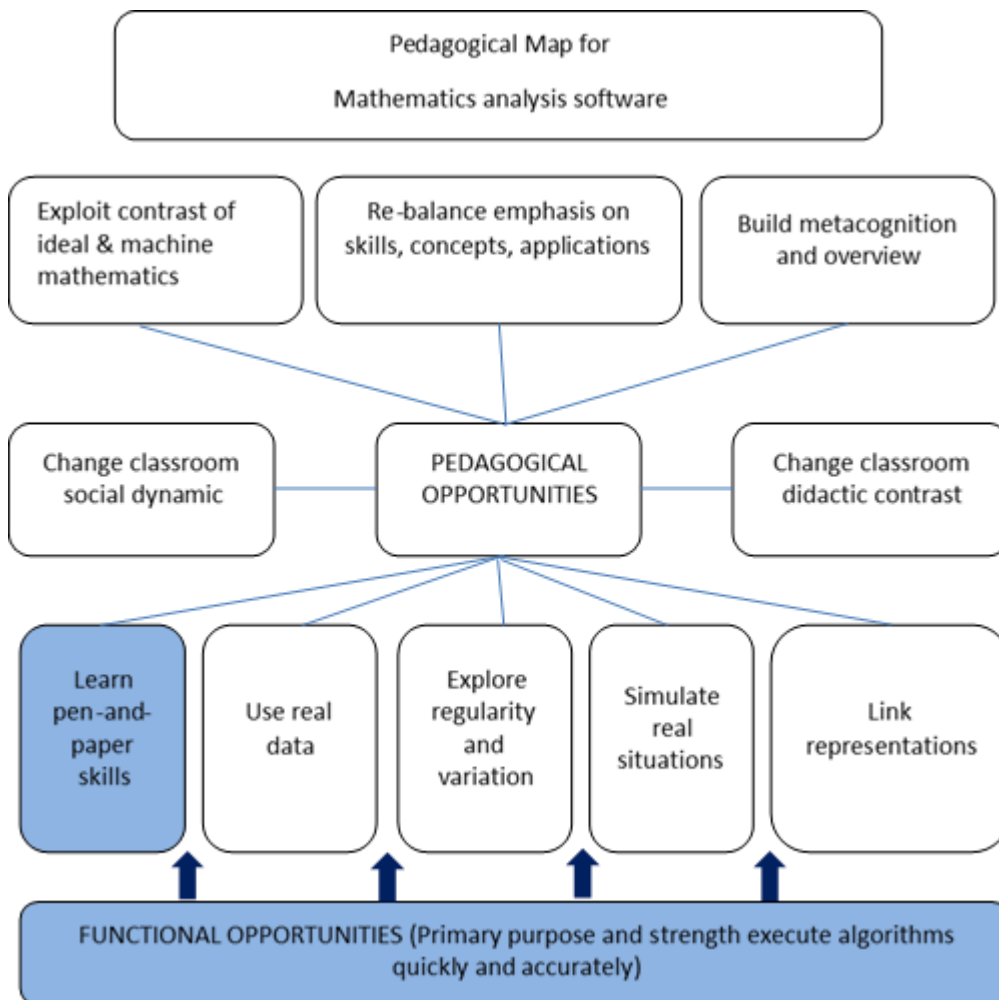 Pedagogical Map for
Mathematics analysis software
Exploit contrast of
ideal & machine
mathematics
Re-balance emphasis on
skills, concepts, applications
Build metacognition
and overview
Change classroom
social dynamic
PEDAGOGICAL
OPPORTUNITIES
Change classroom
didactic contrast
Learn
pen-and-
paper
skills
Use real
data
Explore
regularity
and
variation
Simulate
real
situations
Link
representations
FUNCTIONAL OPPORTUNITIES (Primary purpose and strength execute algorithms
quickly and accurately)